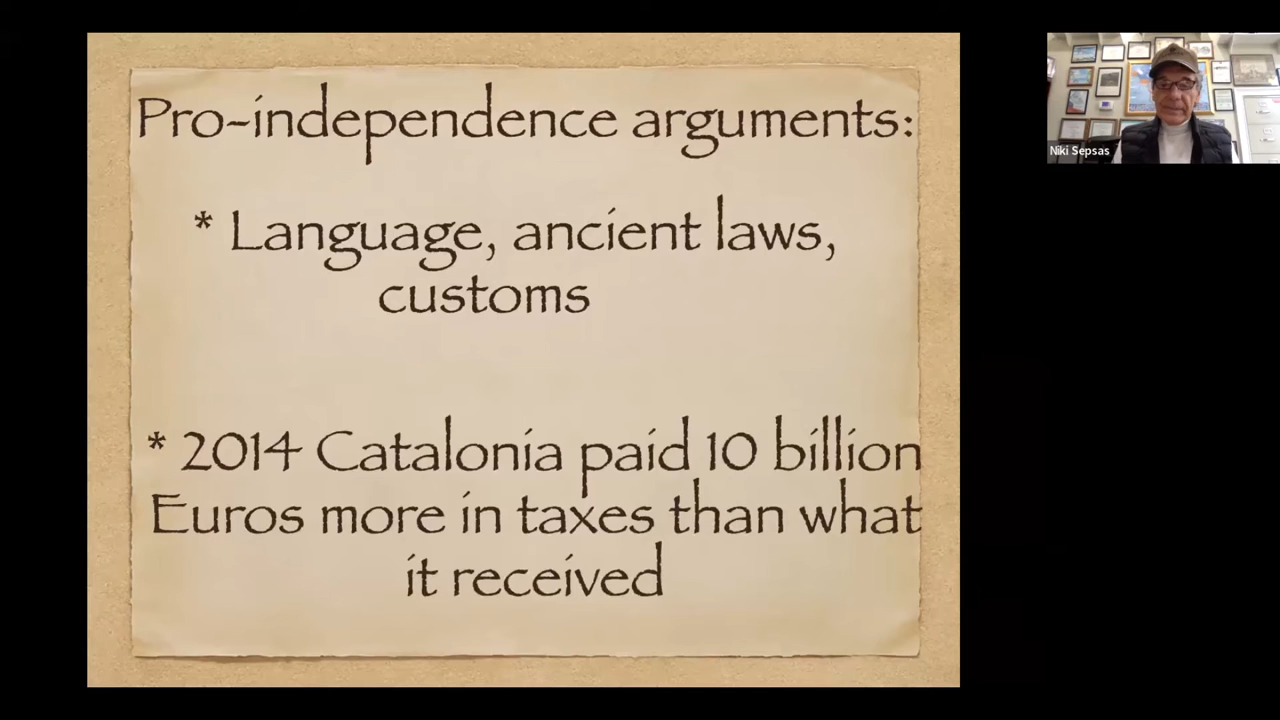 Pro-independence arguments:
* Language, ancient laws,
customs
* 2014 Catalonia paid 10 billion
Euros more in taxes than what
it received
Niki Sepsas